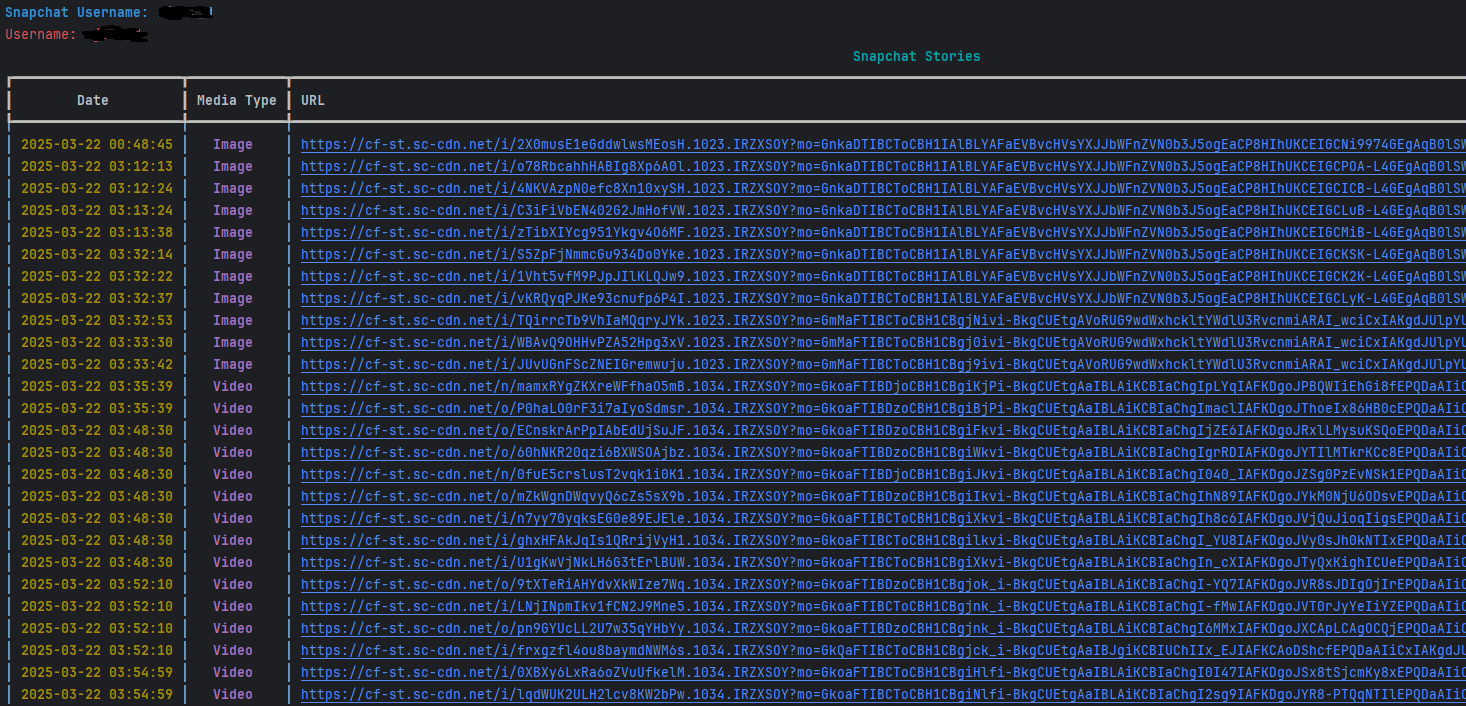 Snapchat Username:
Username:
Snapchat Stories
Date Media Type URL
2025-03-22 00:48:45 Image https://cf-st.sc-cdn.net/i/2X0musE1eGddwlwsMEosH.1023.IRZXSOY?mo=GnkaDTIBCToCBH1IAlBLYAFaEVBvcHVsYXJJbWFnZVN0b3J5ogEaCP8HIhUKCEIGCNi9974GEgAqB0lSW
2025-03-22 03:12:13 Image https://cf-st.sc-cdn.net/i/o78RbcahhHABIg8Xp6A0l.1023.IRZXSOY?mo=GnkaDTIBCToCBH1IAlBLYAFaEVBvcHVsYXJJbWFnZVN0b3J5ogEaCP8HIhUKCEIGCPOA-L4GEgAqB0lSW
2025-03-22 03:12:24 Image https://cf-st.sc-cdn.net/i/4NKVAzpN0efc8Xn10xySH.1023.IRZXSOY?mo=GnkaDTIBCToCBH1IAlBLYAFaEVBvcHVsYXJJbWFnZVN0b3J5ogEaCP8HIhUKCEIGCICB-L4GEgAqB0lSW
2025-03-22 03:13:24 Image https://cf-st.sc-cdn.net/i/C3iFiVbEN402G2JmHofVW.1023.IRZXSOY?mo=GnkaDTIBCToCBH1IAlBLYAFaEVBvcHVsYXJJbWFnZVN0b3J5ogEaCP8HIhUKCEIGCLuB-L4GEgAqB0lSW
2025-03-22 03:13:38 Image https://cf-st.sc-cdn.net/i/zTibXIYcg951Ykgv4O6MF.1023.IRZXSOY?mo=GnkaDTIBCToCBH1IAlBLYAFaEVBvcHVsYXJJbWFnZVN0b3J5ogEaCP8HIhUKCEIGCMiB-L4GEgAqB0lSW
2025-03-22 03:32:14 Image https://cf-st.sc-cdn.net/i/S5ZpFjNmmcGu934Do0Yke.1023.IRZXSOY?mo=GnkaDTIBCToCBH1IAlBLYAFaEVBvcHVsYXJJbWFnZVN0b3J5ogEaCP8HIhUKCEIGCKSK-L4GEgAqB0lSW
2025-03-22 03:32:22 Image https://cf-st.sc-cdn.net/i/1Vht5vfM9PJpJIlKLQJw9.1023.IRZXSOY?mo=GnkaDTIBCToCBH1IAlBLYAFaEVBvcHVsYXJJbWFnZVN0b3J5ogEaCP8HIhUKCEIGCK2K-L4GEgAqB0lSW
2025-03-22 03:32:37 Image https://cf-st.sc-cdn.net/i/vKRQyqPJKe93cnufp6P4I.1023.IRZXSOY?mo=GnkaDTIBCToCBH1IAlBLYAFaEVBvcHVsYXJJbWFnZVN0b3J5ogEaCP8HIhUKCEIGCLyK-L4GEgAqB0lSW
2025-03-22 03:32:53 Image https://cf-st.sc-cdn.net/i/TQirrcTb9VhIaMQqryJYk.1023.IRZXSOY?mo=GmMaFTIBCToCBH1CBgjNivi-BkgCUEtgAVoRUG9wdWxhckltYWdlU3RvcnmiARAI_wciCxIAKgdJUlpYU
2025-03-22 03:33:30 Image https://cf-st.sc-cdn.net/i/WBAvQ9OHHvPZA52Hpg3xV.1023.IRZXSOY?mo=GmMaFTIBCToCBH1CBgj0ivi-BkgCUEtgAVoRUG9wdWxhckltYWdlU3RvcnmiARAI_wciCxIAKgdJUlpYU
2025-03-22 03:33:42 Image https://cf-st.sc-cdn.net/i/JUvUGnFScZNEIGremwuju.1023.IRZXSOY?mo=GmMaFTIBCToCBH1CBgj9ivi-BkgCUEtgAVoRUG9wdWxhckltYWdlU3RvcnmiARAI_wciCxIAKgdJUlpYU
2025-03-22 03:35:39 Video https://cf-st.sc-cdn.net/n/mamxRYgZKXreWFfhaO5mB.1034.IRZXSOY?mo=GkoaFTIBDjoCBH1CBgiKjPi-BkgCUEtgAaIBLAiKCBIaChgIpLYqIAFKDgoJPBQWIiEhGi8fEPQDaAIiC
2025-03-22 03:35:39 Video https://cf-st.sc-cdn.net/o/P0haLO0rF3i7aIyoSdmsr.1034.IRZXSOY?mo=GkoaFTIBDzoCBH1CBgiBjPi-BkgCUEtgAaIBLAiKCBIaChgImaclIAFKDgoJThoeIx86HB0cEPQDaAIiC
2025-03-22 03:48:30 Video https://cf-st.sc-cdn.net/o/ECnskrArPpIAbEdUjSuJF.1034.IRZXSOY?mo=GkoaFTIBDzoCBH1CBgiFkvi-BkgCUEtgAaIBLAiKCBIaChgIjZE6IAFKDgoJRxlLMysuKSQoEPQDaAIiC
2025-03-22 03:48:30 Video https://cf-st.sc-cdn.net/o/60hNKR20qzi6BXWSOAjbz.1034.IRZXSOY?mo=GkoaFTIBDzoCBH1CBgiWkvi-BkgCUEtgAaIBLAiKCBIaChgIgrRDIAFKDgoJYTIlMTkrKCc8EPQDaAIiC
2025-03-22 03:48:30 Video https://cf-st.sc-cdn.net/n/0fuE5crslusT2vqk1i0K1.1034.IRZXSOY?mo=GkoaFTIBDjoCBH1CBgiJkvi-BkgCUEtgAaIBLAiKCBIaChgIO40_IAFKDgoJZSg0PzEvNSk1EPQDaAIiC
2025-03-22 03:48:30 Video https://cf-st.sc-cdn.net/o/mZkWgnDWqvyQ6cZs5sX9b.1034.IRZXSOY?mo=GkoaFTIBDzoCBH1CBgiIkvi-BkgCUEtgAaIBLAiKCBIaChgIhN89IAFKDgoJYkM0NjU6ODsvEPQDaAIiC
2025-03-22 03:48:30 Video https://cf-st.sc-cdn.net/i/n7yy70yqksEG0e89EJEle.1034.IRZXSOY?mo=GkoaFTIBCToCBH1CBgiXkvi-BkgCUEtgAaIBLAiKCBIaChgIh8c6IAFKDgoJVjQuJioqIigsEPQDaAIiC
2025-03-22 03:48:30 Video https://cf-st.sc-cdn.net/i/ghxHFAkJqIs1QRrijVyH1.1034.IRZXSOY?mo=GkoaFTIBCToCBH1CBgilkvi-BkgCUEtgAaIBLAiKCBIaChgI_YU8IAFKDgoJVy0sJh0kNTIxEPQDaAIiC
2025-03-22 03:48:30 Video https://cf-st.sc-cdn.net/i/U1gKwVjNkLH6G3tErlBUW.1034.IRZXSOY?mo=GkoaFTIBCToCBH1CBgiXkvi-BkgCUEtgAaIBLAiKCBIaChgIn_cXIAFKDgoJTyQxKighICUeEPQDaAIiC
2025-03-22 03:52:10 Video https://cf-st.sc-cdn.net/o/9tXTeRiAHYdvXkWIze7Wq.1034.IRZXSOY?mo=GkoaFTIBDzoCBH1CBgjok_i-BkgCUEtgAaIBLAiKCBIaChgI-YQ7IAFKDgoJVR8sJDIgOjIrEPQDaAIiC
2025-03-22 03:52:10 Video https://cf-st.sc-cdn.net/i/LNjINpmIkv1fCN2J9Mne5.1034.IRZXSOY?mo=GkoaFTIBCToCBH1CBgjnk_i-BkgCUEtgAaIBLAiKCBIaChgI-fMwIAFKDgoJVT0rJyYeIiYZEPQDaAIiC
2025-03-22 03:52:10 Video https://cf-st.sc-cdn.net/o/pn9GYUcLL2U7w35qYHbYy.1034.IRZXSOY?mo=GkoaFTIBDzoCBH1CBgjnk_i-BkgCUEtgAaIBLAiKCBIaChgI6MMxIAFKDgoJXCApLCAgOCQjEPQDaAIiC
2025-03-22 03:52:10 Video https://cf-st.sc-cdn.net/i/frxgzfl4ou8baymdNWM6s.1034.IRZXSOY?mo=GkQaFTIBCToCBH1CBgjck_i-BkgCUEtgAaIBJgiKCBIUChIIx_EJIAFKCAoDShcfEPQDaAIiCxIAKgdJU
2025-03-22 03:54:59 Video https://cf-st.sc-cdn.net/i/0XBXy6LxRa6oZVuUfkelM.1034.IRZXSOY?mo=GkoaFTIBCToCBH1CBgiHlfi-BkgCUEtgAaIBLAiKCBIaChgI0I47IAFKDgoJSx8tSjcmKy8xEPQDaAIiC
2025-03-22 03:54:59 Video https://cf-st.sc-cdn.net/i/lqdWUK2ULH2lcv8KW2bPw.1034.IRZXSOY?mo=GkoaFTIBCToCBH1CBgiNlfi-BkgCUEtgAaIBLAiKCBIaChgI2sq9IAFKDgoJYR8-PTQqNTIlEPQDaAIiC